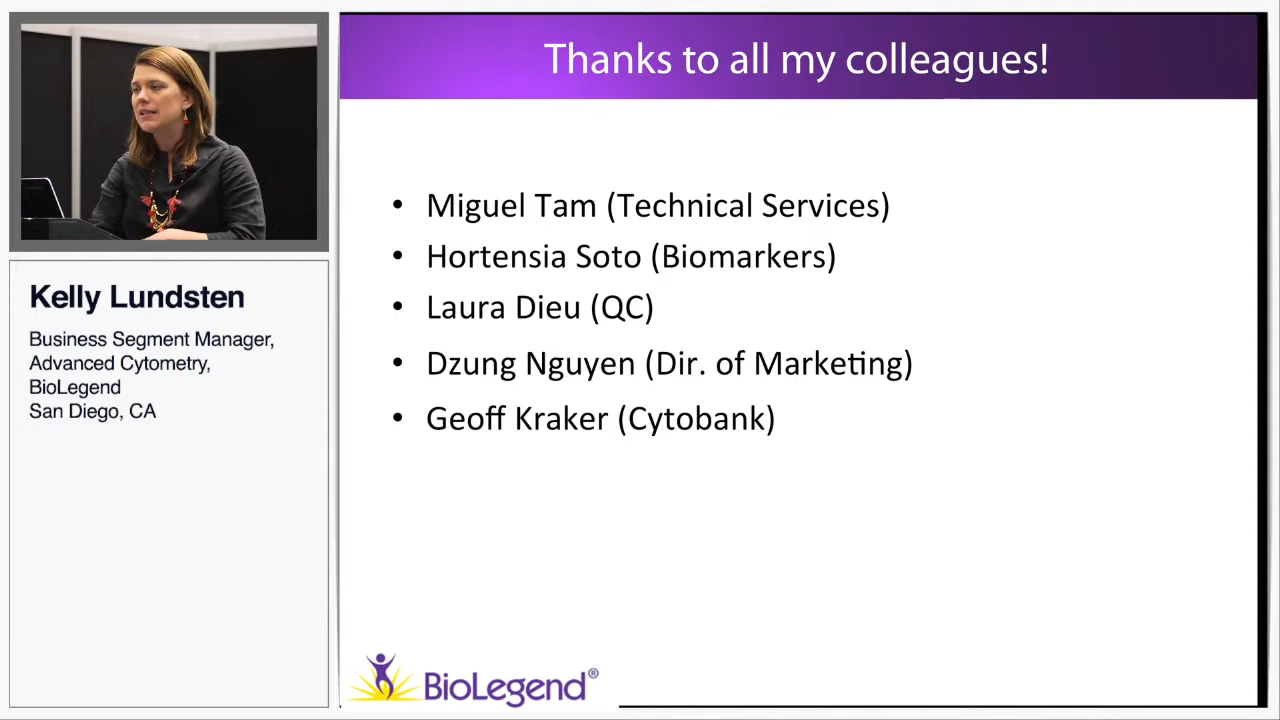 Thanks to all my colleagues!
Kelly Lundsten
Business Segment Manager,
Advanced Cytometry,
BioLegend
San Diego, CA
• Miguel Tam (Technical Services)
• Hortensia Soto (Biomarkers)
• Laura Dieu (QC)
• Dzung Nguyen (Dir. of Marketing)
• Geoff Kraker (Cytobank)
BioLegend®